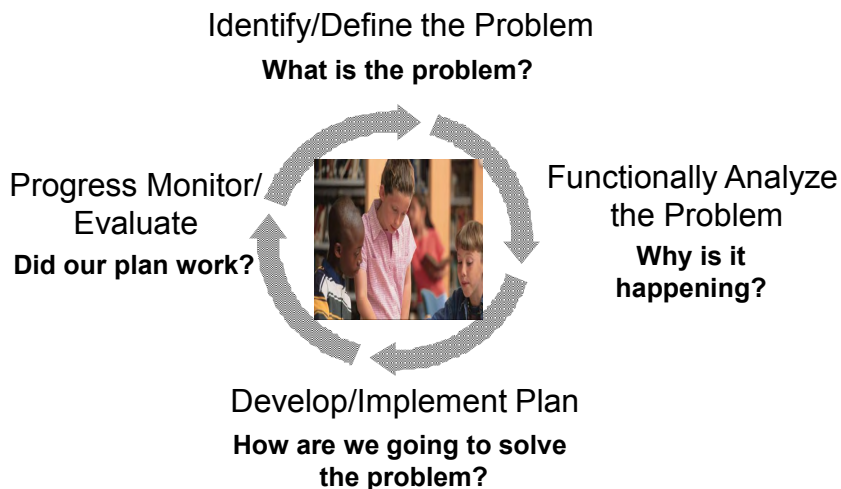 Identify/Define the Problem
What is the problem?
Functionally Analyze
the Problem
Why is it
happening?
Develop/Implement Plan
How are we going to solve
the problem?
Progress Monitor/
Evaluate
Did our plan work?